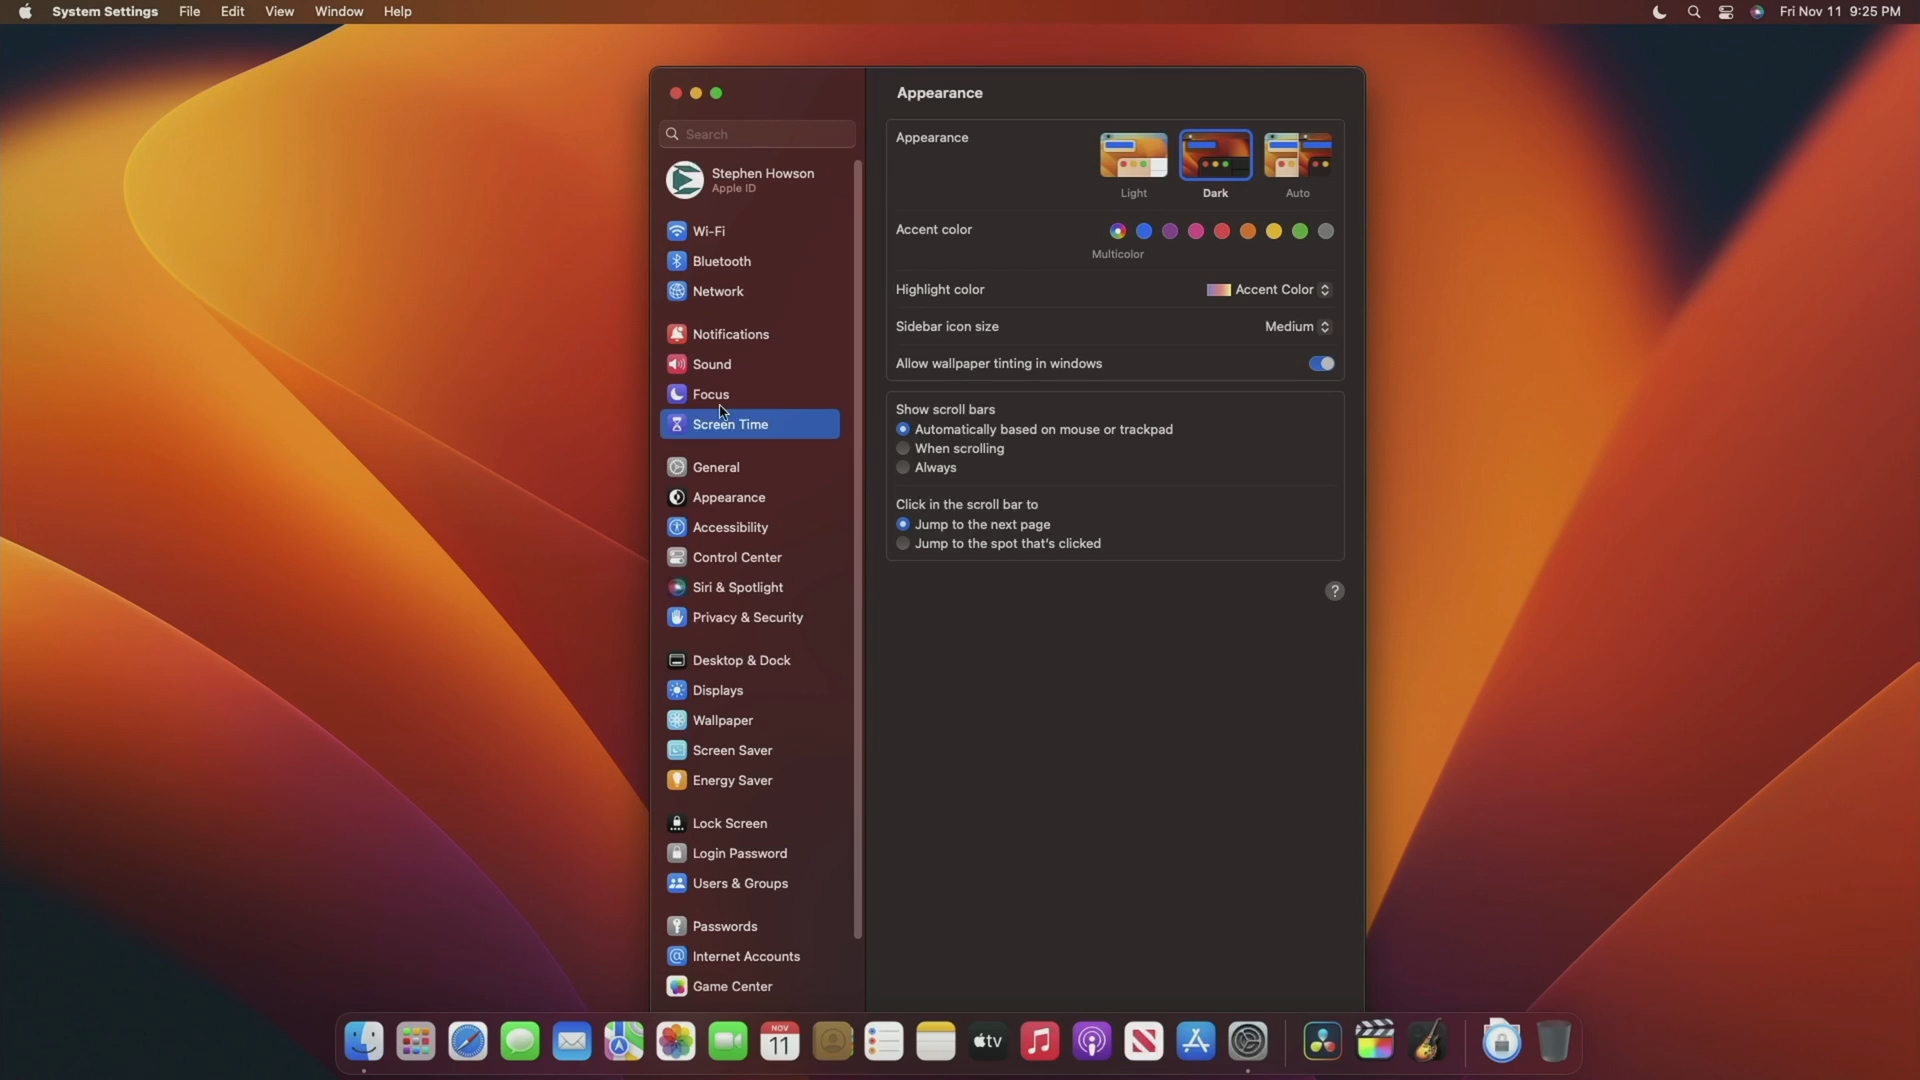 System Settings File Edit View Window Help Fri Nov 11 9:25 PM
Search
Stephen Howson
Apple ID
Wi-Fi
Bluetooth
Network
Notifications
Sound
Focus
Screen Time
General
Appearance
Accessibility
Control Center
Siri & Spotlight
Privacy & Security
Desktop & Dock
Displays
Wallpaper
Screen Saver
Energy Saver
Lock Screen
Login Password
Users & Groups
Passwords
Internet Accounts
Game Center
Appearance
Appearance
Light Dark Auto
Accent color
Multicolor
Highlight color Accent Color
Sidebar icon size Medium
Allow wallpaper tinting in windows
Show scroll bars
Automatically based on mouse or trackpad
When scrolling
Always
Click in the scroll bar to
Jump to the next page
Jump to the spot that's clicked
?
NOV
11
tv